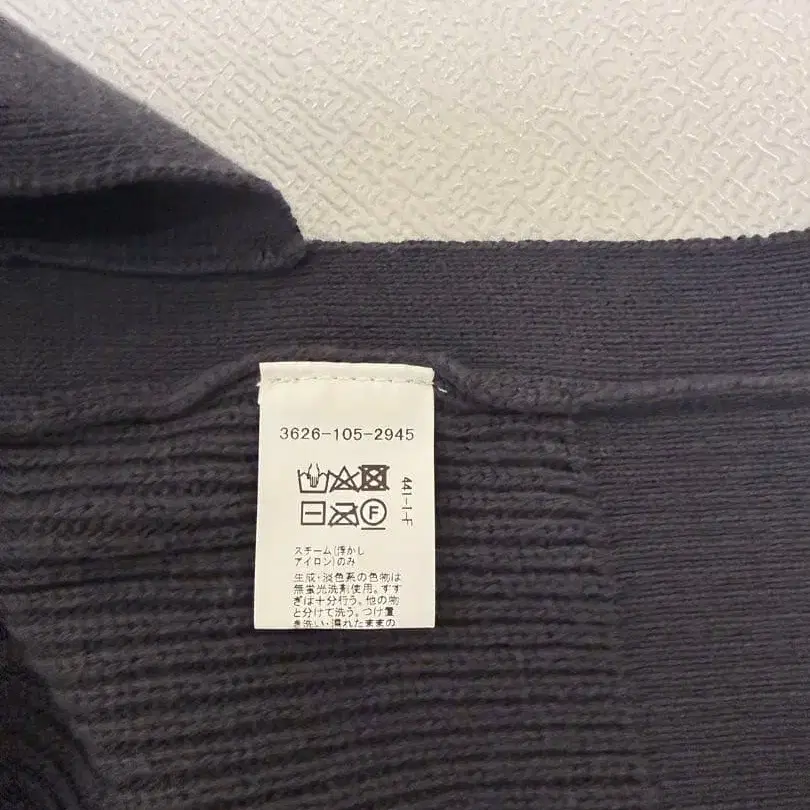 3626-105-2945
441-1-F
F
スチーム(浮かし
アイロン)のみ
生成・淡色系の色物は
無蛍光洗剤使用。すす
ぎは十分行う。他の物
と分けて洗う。つけ置
き洗い・濡れたままの